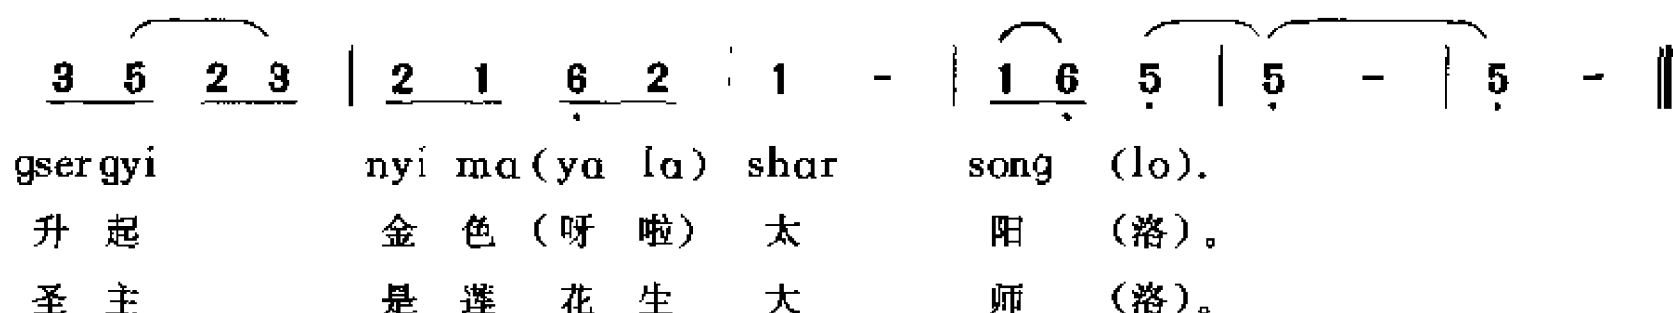 3 5 2 3 | 2 1 6 2 | 1 - | 1 6 5 | 5 - | 5 - ‖
gser gyi nyi ma (ya la) shar song (lo).
升 起 金 色 (呀 啦) 太 阳 (洛)。
圣 主 是 莲 花 生 大 师 (洛)。